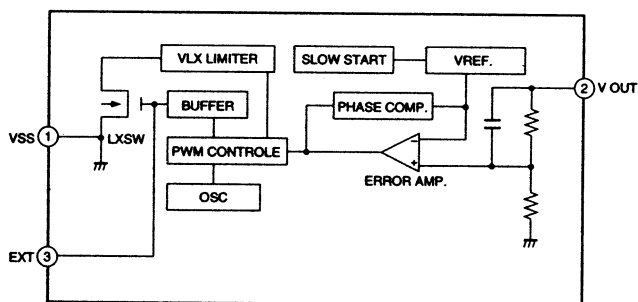 VLX LIMITER
SLOW START
VREF.
BUFFER
PHASE COMP.
2 V OUT
VSS 1
LXSW
PWM CONTROLE
−
+
ERROR AMP.
OSC
EXT 3